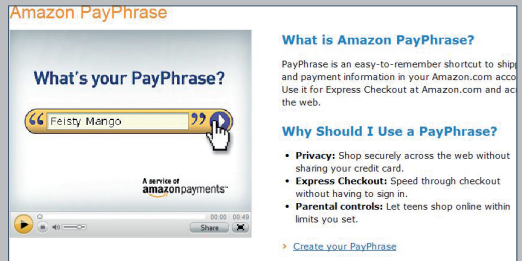 Amazon PayPhrase
What's your PayPhrase?
“ Feisty Mango ”
A service of
amazonpayments™
00:00 00:49
Share
What is Amazon PayPhrase?
PayPhrase is an easy-to-remember shortcut to shipp
and payment information in your Amazon.com acco
Use it for Express Checkout at Amazon.com and acr
the web.
Why Should I Use a PayPhrase?
• Privacy: Shop securely across the web without
sharing your credit card.
• Express Checkout: Speed through checkout
without having to sign in.
• Parental controls: Let teens shop online within
limits you set.
› Create your PayPhrase